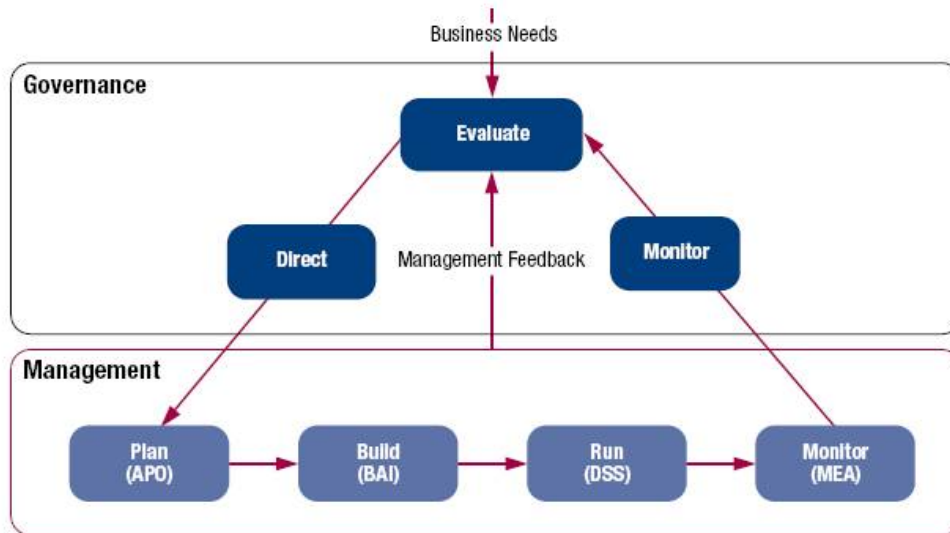 Business Needs
Governance
Evaluate
Direct
Management Feedback
Monitor
Management
Plan
(APO)
Build
(BAI)
Run
(DSS)
Monitor
(MEA)